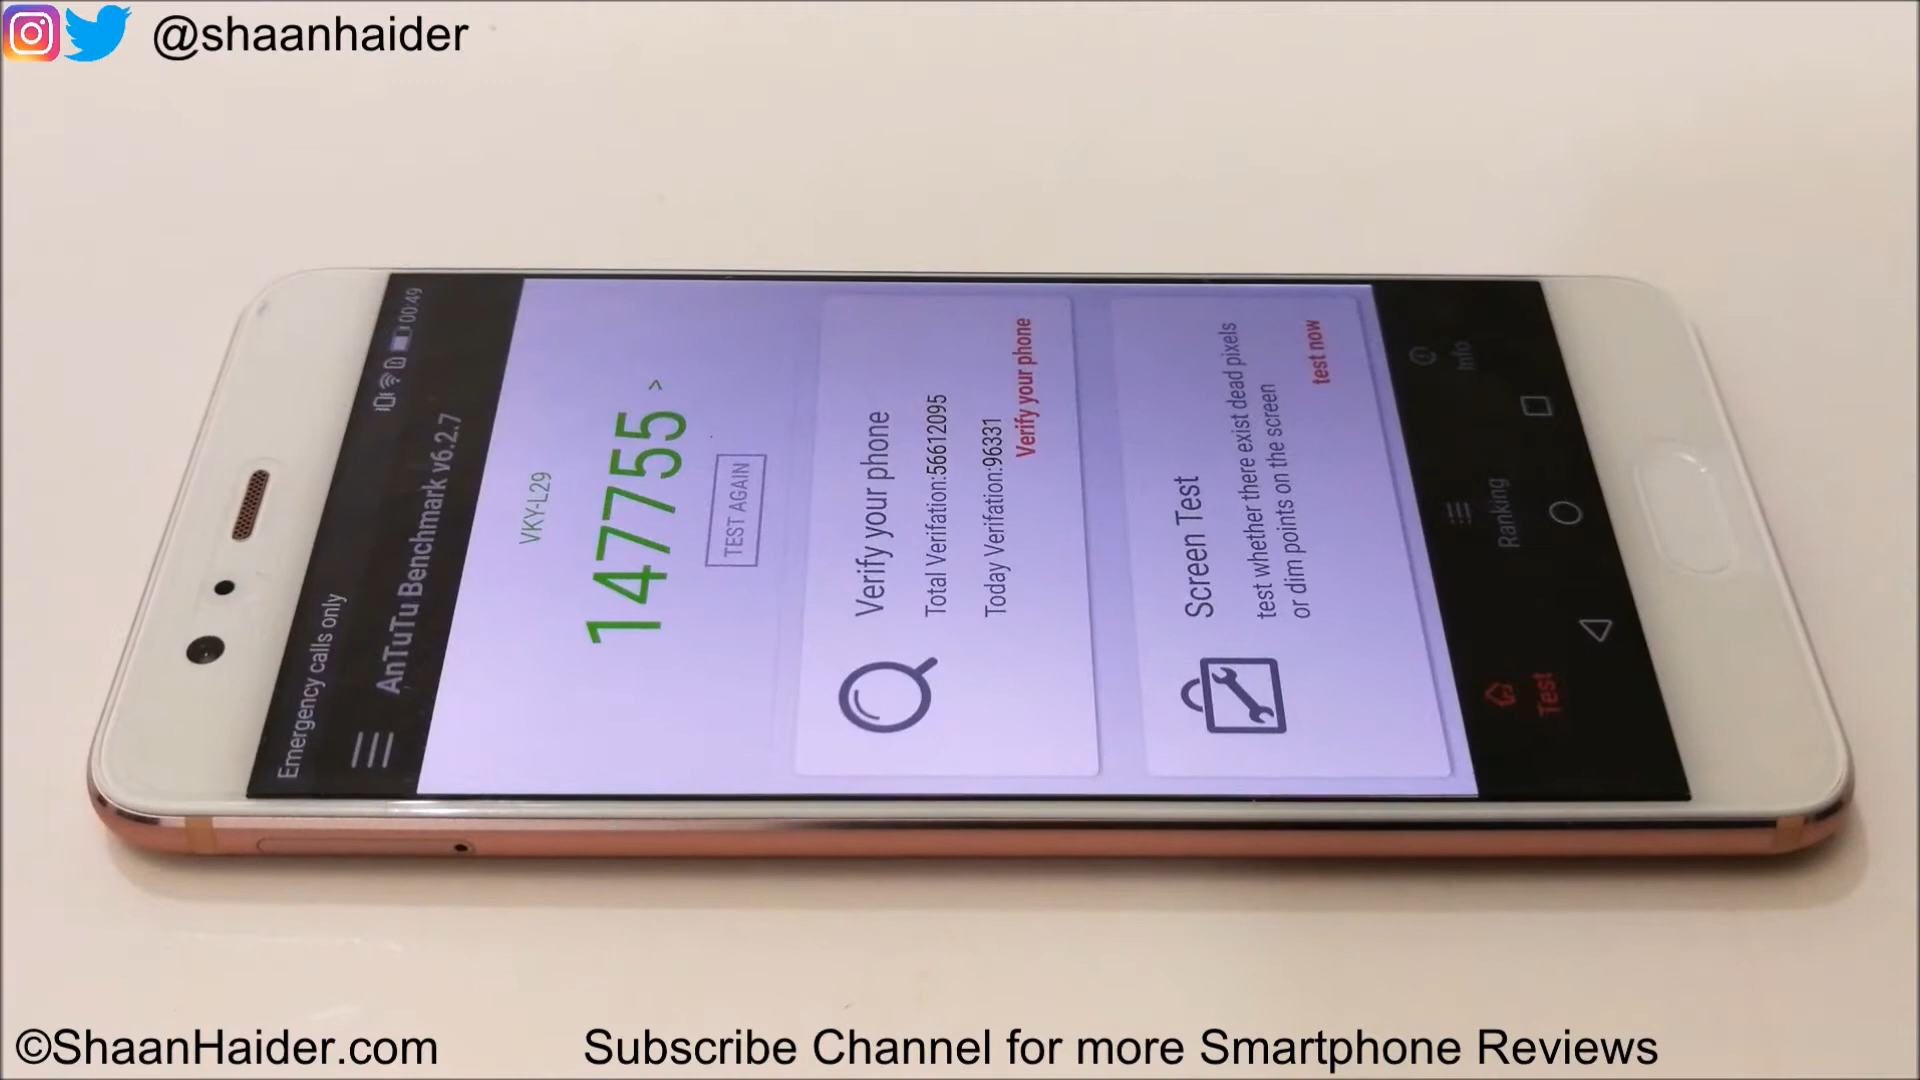 @shaanhaider
Emergency calls only
00:49
AnTuTu Benchmark v6.2.7
VKY-L29
147755 >
TEST AGAIN
Verify your phone
Total Verifation:56612095
Today Verifation:96331
Verify your phone
Screen Test
test whether there exist dead pixels
or dim points on the screen
test now
Test
Ranking
Info
©ShaanHaider.com
Subscribe Channel for more Smartphone Reviews